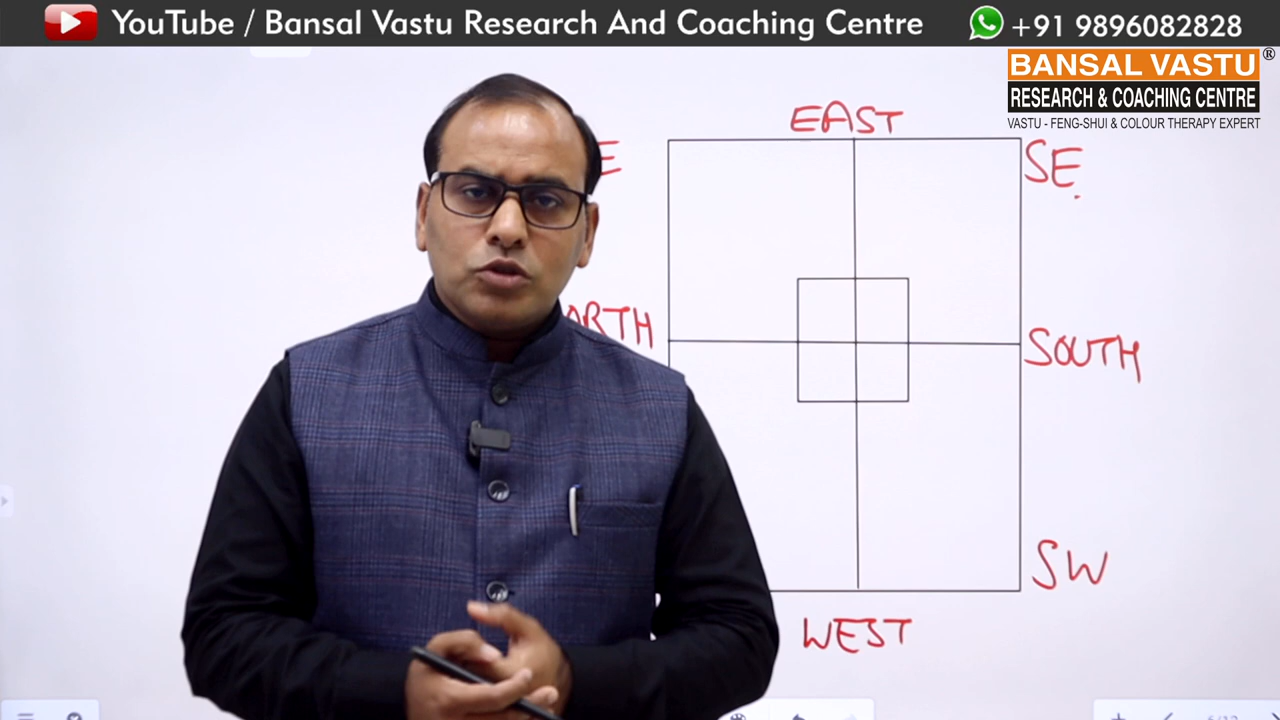 YouTube / Bansal Vastu Research And Coaching Centre
+91 9896082828
BANSAL VASTU®
RESEARCH & COACHING CENTRE
VASTU - FENG-SHUI & COLOUR THERAPY EXPERT
EAST
E
SE
ORTH
SOUTH
SW
WEST